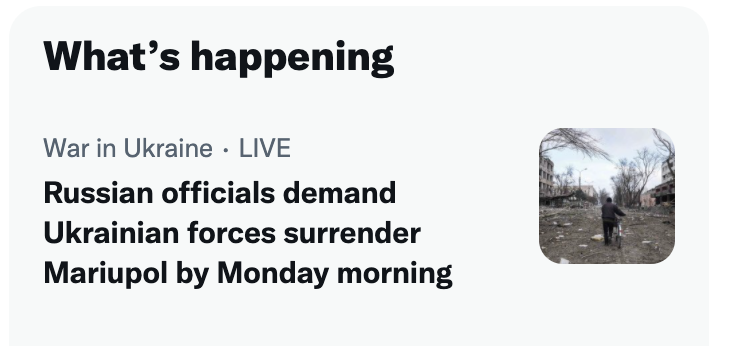 What’s happening
War in Ukraine · LIVE
Russian officials demand
Ukrainian forces surrender
Mariupol by Monday morning